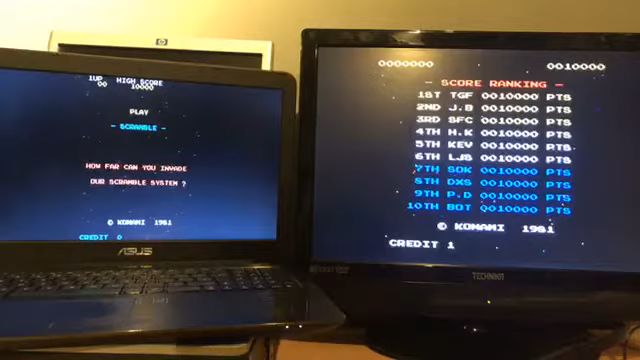 hp
1UP HIGH SCORE
00 10000
PLAY
- SCRAMBLE -
HOW FAR CAN YOU INVADE
OUR SCRAMBLE SYSTEM ?
© KONAMI 1981
CREDIT 0
ASUS
0000000 0010000
- SCORE RANKING -
1ST TGF 0010000 PTS
2ND J.B 0010000 PTS
3RD SFC 0010000 PTS
4TH H.K 0010000 PTS
5TH KEV 0010000 PTS
6TH LJS 0010000 PTS
7TH SOK 0010000 PTS
8TH DXS 0010000 PTS
9TH P.D 0010000 PTS
10TH BOT 0010000 PTS
© KONAMI 1981
CREDIT 1
TECHNIKA